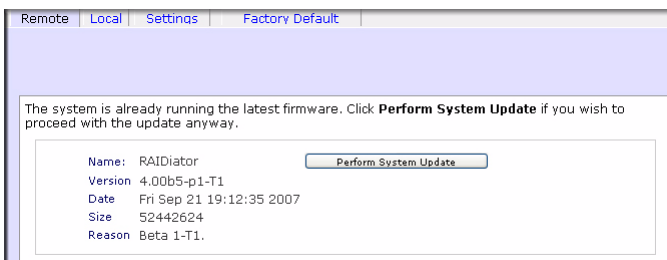 Remote Local Settings Factory Default
The system is already running the latest firmware. Click Perform System Update if you wish to
proceed with the update anyway.
Name: RAIDiator Perform System Update
Version 4.00b5-p1-T1
Date Fri Sep 21 19:12:35 2007
Size 52442624
Reason Beta 1-T1.